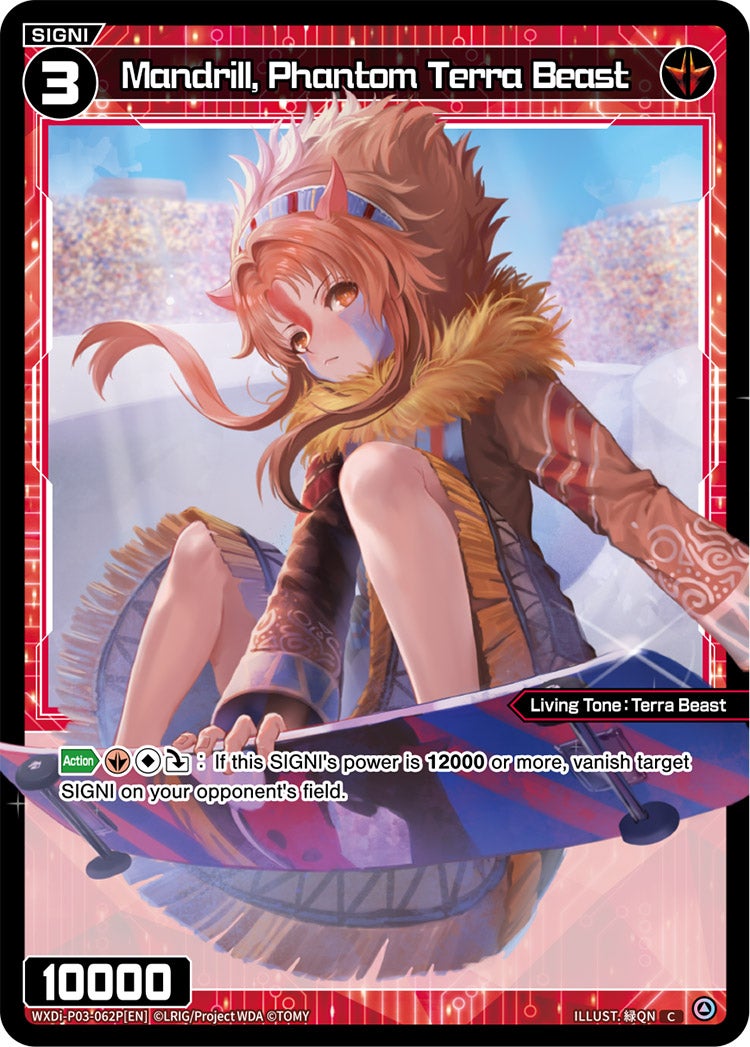 SIGNI
3
Mandrill, Phantom Terra Beast
Living Tone:Terra Beast
Action : If this SIGNI's power is 12000 or more, vanish target
SIGNI on your opponent's field.
10000
WXDi-P03-062P[EN] ©LRIG/Project WDA ©TOMY
ILLUST. 緑QN C